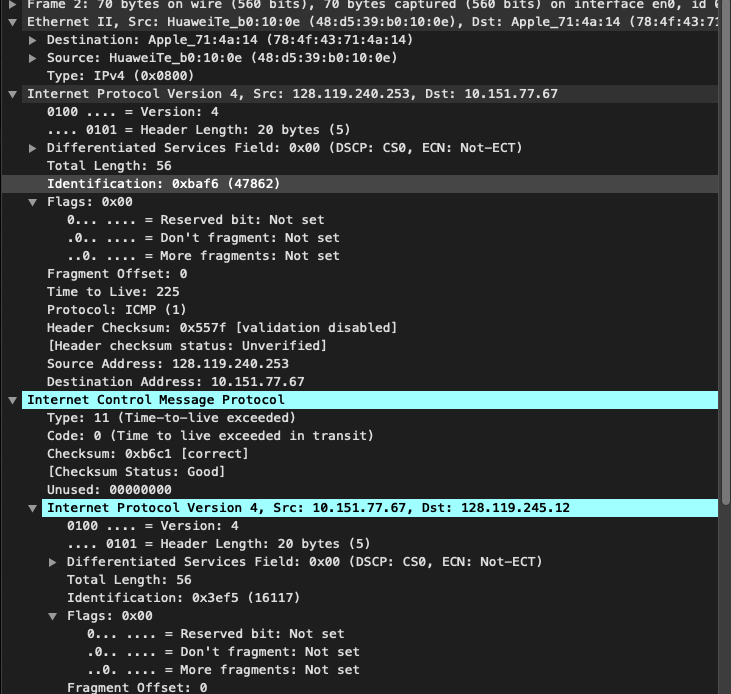 Frame 2: 70 bytes on wire (560 bits), 70 bytes captured (560 bits) on interface en0, id
Ethernet II, Src: HuaweiTe_b0:10:0e (48:d5:39:b0:10:0e), Dst: Apple_71:4a:14 (78:4f:43:71
Destination: Apple_71:4a:14 (78:4f:43:71:4a:14)
Source: HuaweiTe_b0:10:0e (48:d5:39:b0:10:0e)
Type: IPv4 (0x0800)
Internet Protocol Version 4, Src: 128.119.240.253, Dst: 10.151.77.67
0100 .... = Version: 4
.... 0101 = Header Length: 20 bytes (5)
Differentiated Services Field: 0x00 (DSCP: CS0, ECN: Not-ECT)
Total Length: 56
Identification: 0xbaf6 (47862)
Flags: 0x00
0... .... = Reserved bit: Not set
.0.. .... = Don't fragment: Not set
..0. .... = More fragments: Not set
Fragment Offset: 0
Time to Live: 225
Protocol: ICMP (1)
Header Checksum: 0x557f [validation disabled]
[Header checksum status: Unverified]
Source Address: 128.119.240.253
Destination Address: 10.151.77.67
Internet Control Message Protocol
Type: 11 (Time-to-live exceeded)
Code: 0 (Time to live exceeded in transit)
Checksum: 0xb6c1 [correct]
[Checksum Status: Good]
Unused: 00000000
Internet Protocol Version 4, Src: 10.151.77.67, Dst: 128.119.245.12
0100 .... = Version: 4
.... 0101 = Header Length: 20 bytes (5)
Differentiated Services Field: 0x00 (DSCP: CS0, ECN: Not-ECT)
Total Length: 56
Identification: 0x3ef5 (16117)
Flags: 0x00
0... .... = Reserved bit: Not set
.0.. .... = Don't fragment: Not set
..0. .... = More fragments: Not set
Fragment Offset: 0